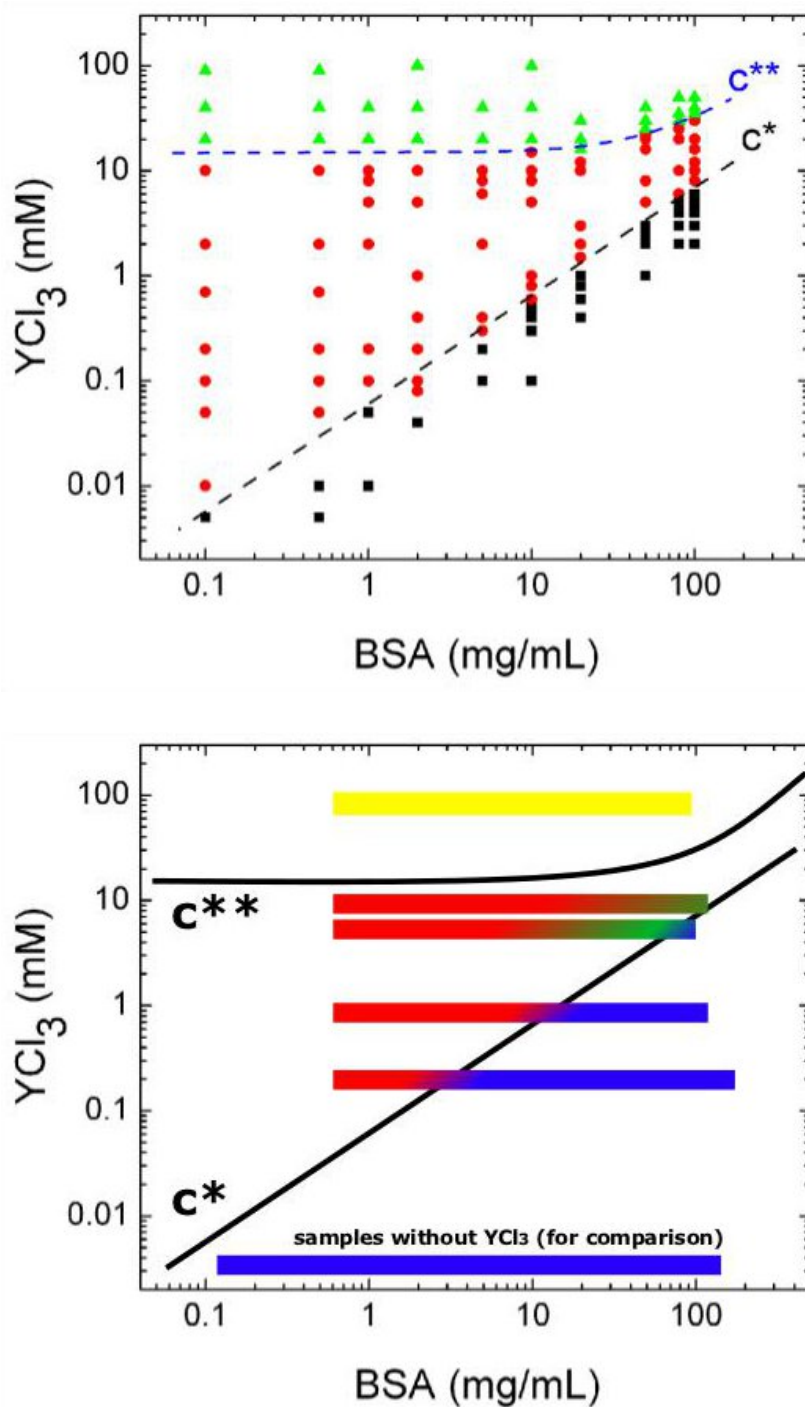 100
10
1
0.1
0.01
YCl₃ (mM)
c**
c*
0.1 1 10 100
BSA (mg/mL)
100
10
1
0.1
0.01
YCl₃ (mM)
c**
c*
samples without YCl₃ (for comparison)
0.1 1 10 100
BSA (mg/mL)